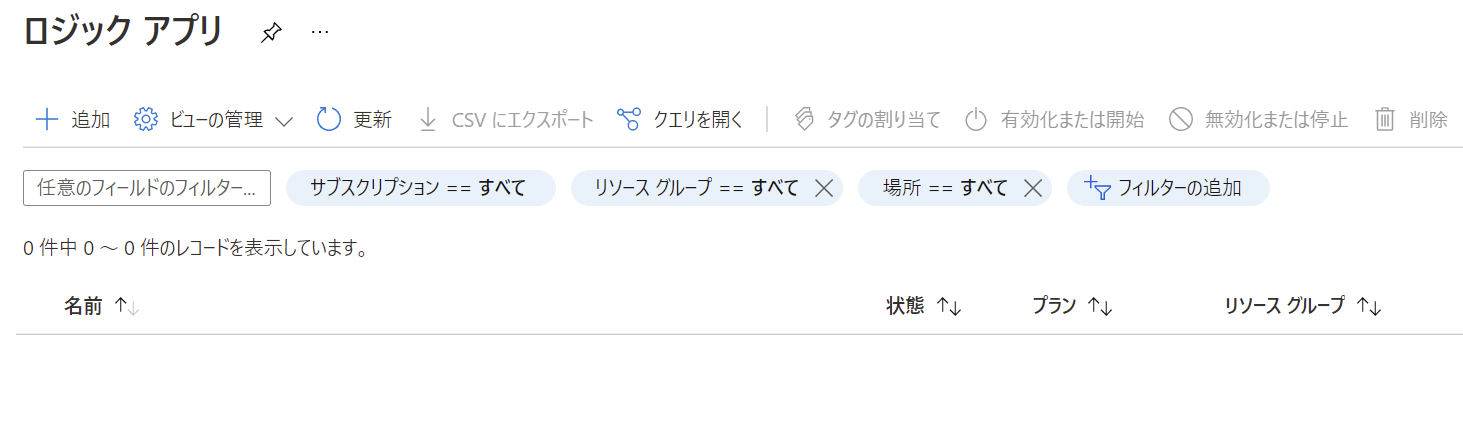 ロジック アプリ ...
追加 ビューの管理 更新 CSV にエクスポート クエリを開く タグの割り当て 有効化または開始 無効化または停止 削除
任意のフィールドのフィルター... サブスクリプション == すべて リソース グループ == すべて 場所 == すべて フィルターの追加
0 件中 0 ～ 0 件のレコードを表示しています。
名前 ↑↓ 状態 ↑↓ プラン ↑↓ リソース グループ ↑↓